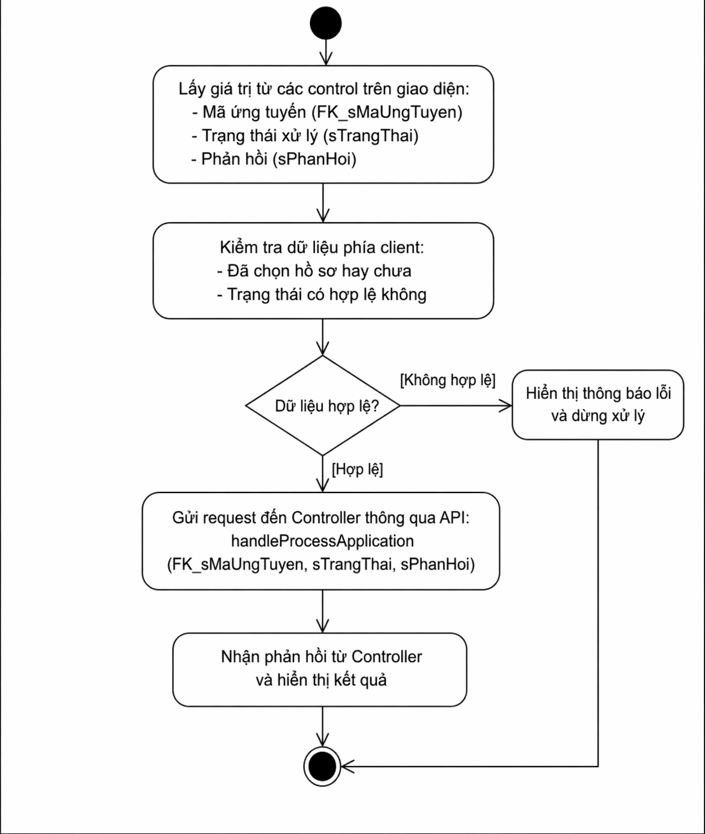 Lấy giá trị từ các control trên giao diện:
- Mã ứng tuyến (FK_sMaUngTuyen)
- Trạng thái xử lý (sTrangThai)
- Phản hồi (sPhanHoi)
Kiểm tra dữ liệu phía client:
- Đã chọn hồ sơ hay chưa
- Trạng thái có hợp lệ không
Dữ liệu hợp lệ?
[Không hợp lệ]
Hiển thị thông báo lỗi
và dừng xử lý
[Hợp lệ]
Gửi request đến Controller thông qua API:
handleProcessApplication
(FK_sMaUngTuyen, sTrangThai, sPhanHoi)
Nhận phản hồi từ Controller
và hiển thị kết quả